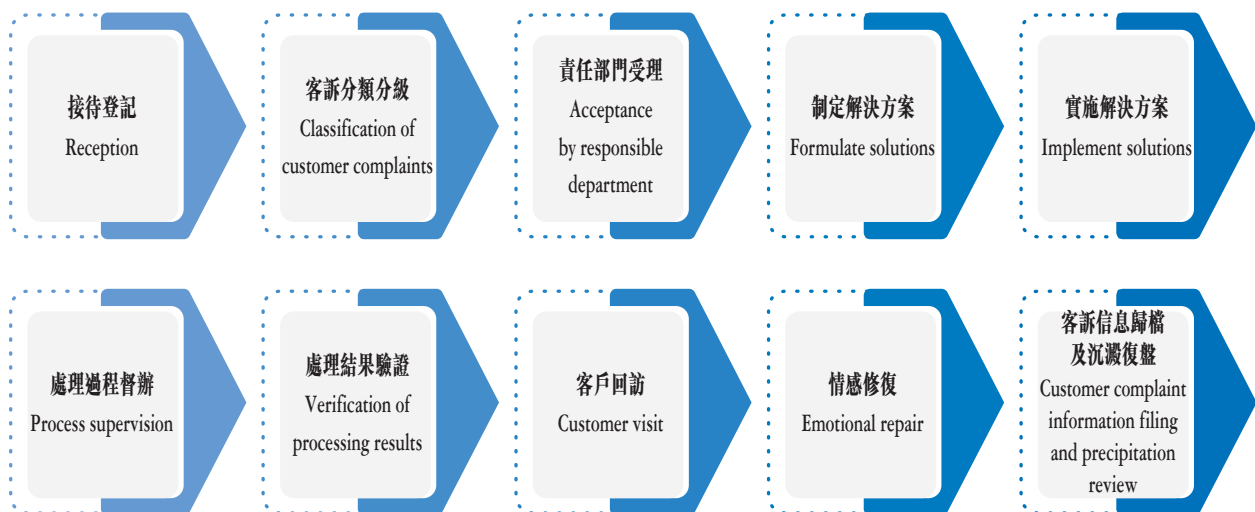 接待登記
Reception
客訴分類分級
Classification of
customer complaints
責任部門受理
Acceptance
by responsible
department
制定解決方案
Formulate solutions
實施解決方案
Implement solutions
處理過程督辦
Process supervision
處理結果驗證
Verification of
processing results
客戶回訪
Customer visit
情感修復
Emotional repair
客訴信息歸檔
及沉澱復盤
Customer complaint
information filing
and precipitation
review